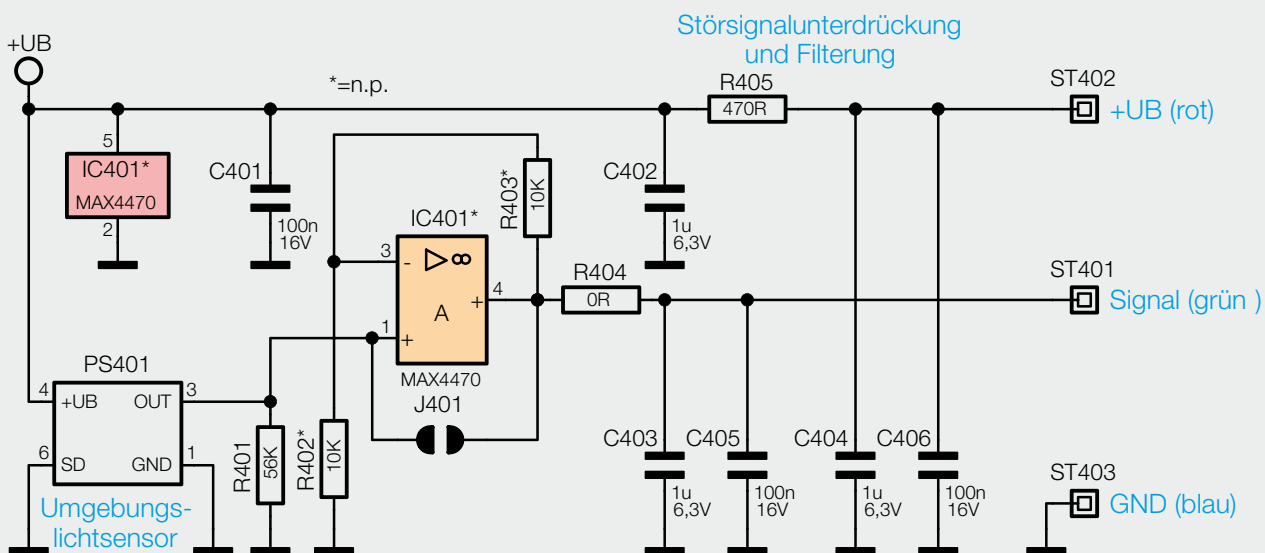 Störsignalunterdrückung
und Filterung
+UB
*=n.p.
R405
470R
ST402
+UB (rot)
5
IC401*
MAX4470
2
C401
100n
16V
R403*
10K
C402
1u
6,3V
IC401*
3
-
∞
A
+
4
1
+
MAX4470
R404
0R
ST401
Signal (grün )
PS401
4
+UB
OUT
3
6
SD
GND
1
Umgebungs-
lichtsensor
R401
56K
R402*
10K
J401
C403
1u
6,3V
C405
100n
16V
C404
1u
6,3V
C406
100n
16V
ST403
GND (blau)